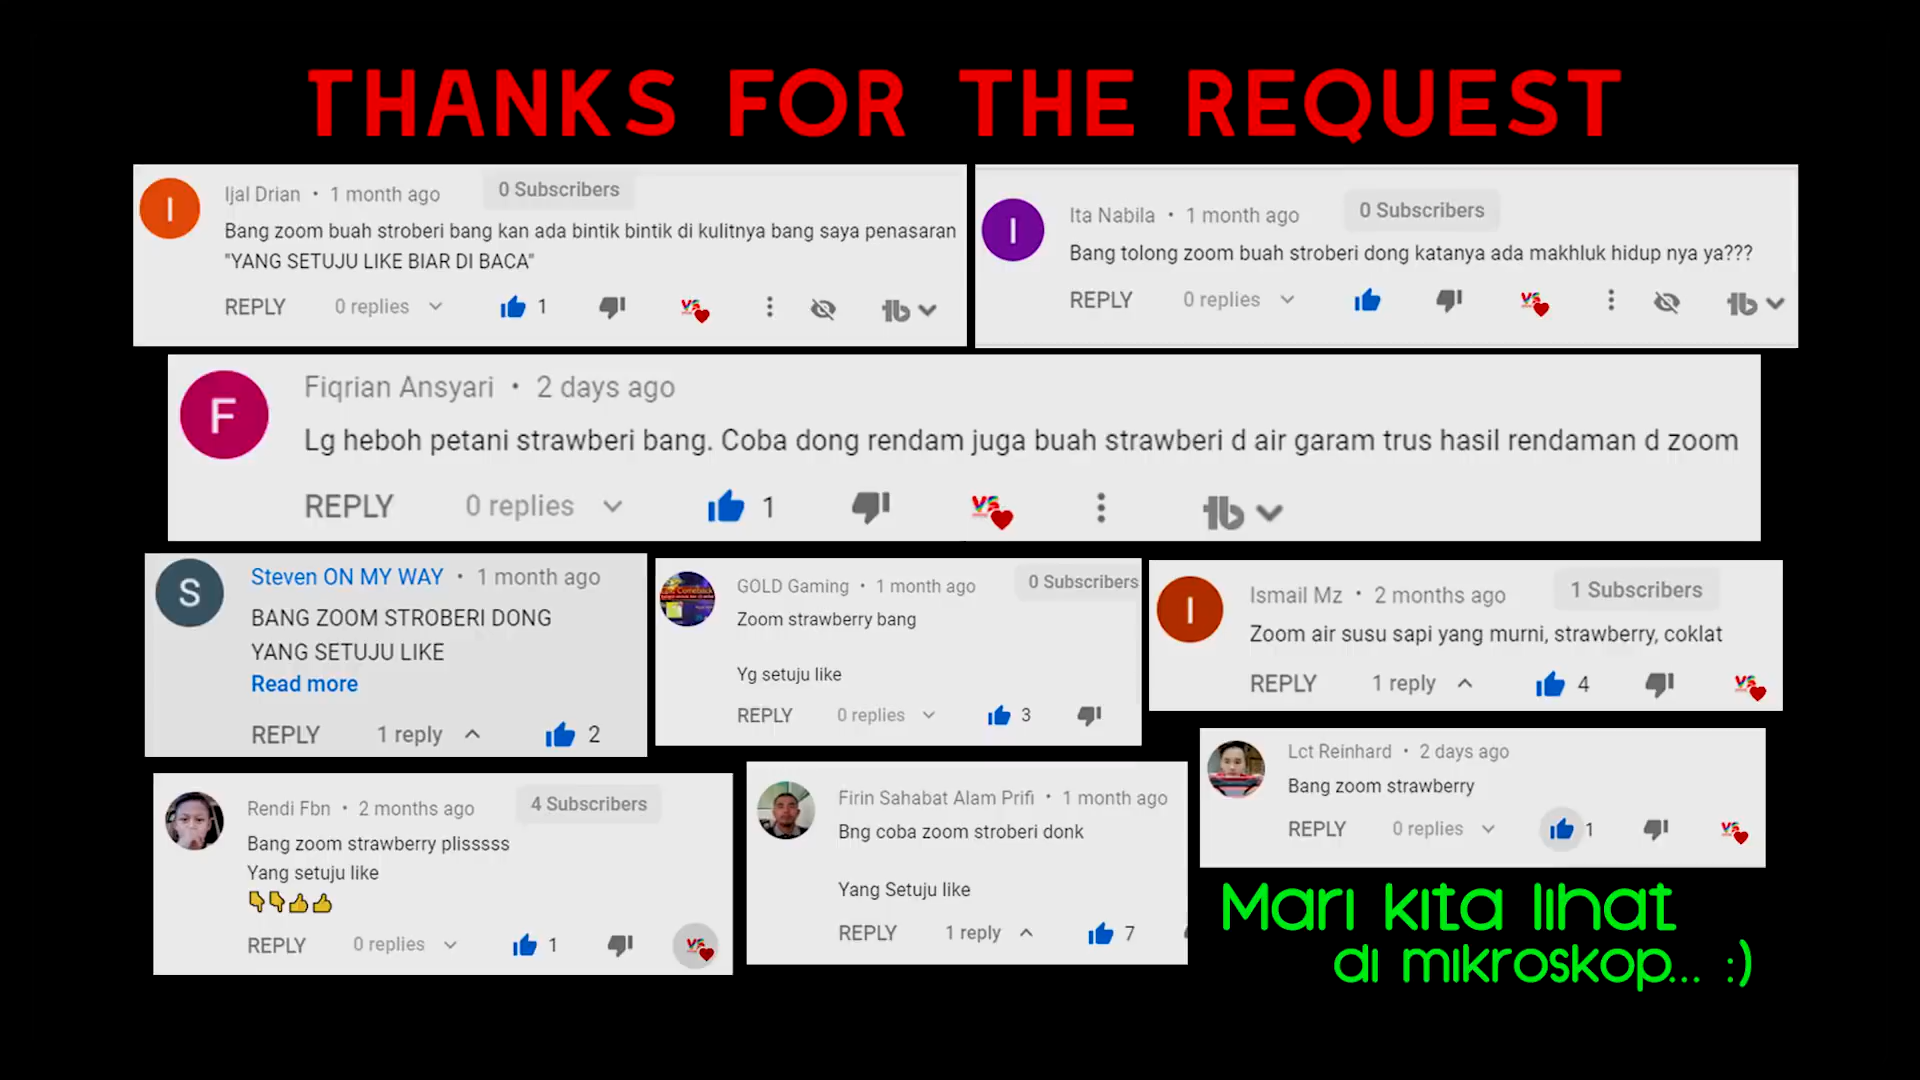 THANKS FOR THE REQUEST
I
Ijal Drian • 1 month ago 0 Subscribers
Bang zoom buah stroberi bang kan ada bintik bintik di kulitnya bang saya penasaran
"YANG SETUJU LIKE BIAR DI BACA"
REPLY 0 replies 1
I
Ita Nabila • 1 month ago 0 Subscribers
Bang tolong zoom buah stroberi dong katanya ada makhluk hidup nya ya???
REPLY 0 replies
F
Fiqrian Ansyari • 2 days ago
Lg heboh petani strawberi bang. Coba dong rendam juga buah strawberi d air garam trus hasil rendaman d zoom
REPLY 0 replies 1
S
Steven ON MY WAY • 1 month ago
BANG ZOOM STROBERI DONG
YANG SETUJU LIKE
Read more
REPLY 1 reply 2
GOLD Gaming • 1 month ago 0 Subscribers
Zoom strawberry bang
Yg setuju like
REPLY 0 replies 3
I
Ismail Mz • 2 months ago 1 Subscribers
Zoom air susu sapi yang murni, strawberry, coklat
REPLY 1 reply 4
Rendi Fbn • 2 months ago 4 Subscribers
Bang zoom strawberry plisssss
Yang setuju like
👇👇👍👍
REPLY 0 replies 1
Firin Sahabat Alam Prifi • 1 month ago
Bng coba zoom stroberi donk
Yang Setuju like
REPLY 1 reply 7
Lct Reinhard • 2 days ago
Bang zoom strawberry
REPLY 0 replies 1
Mari kita lihat
di mikroskop... :)